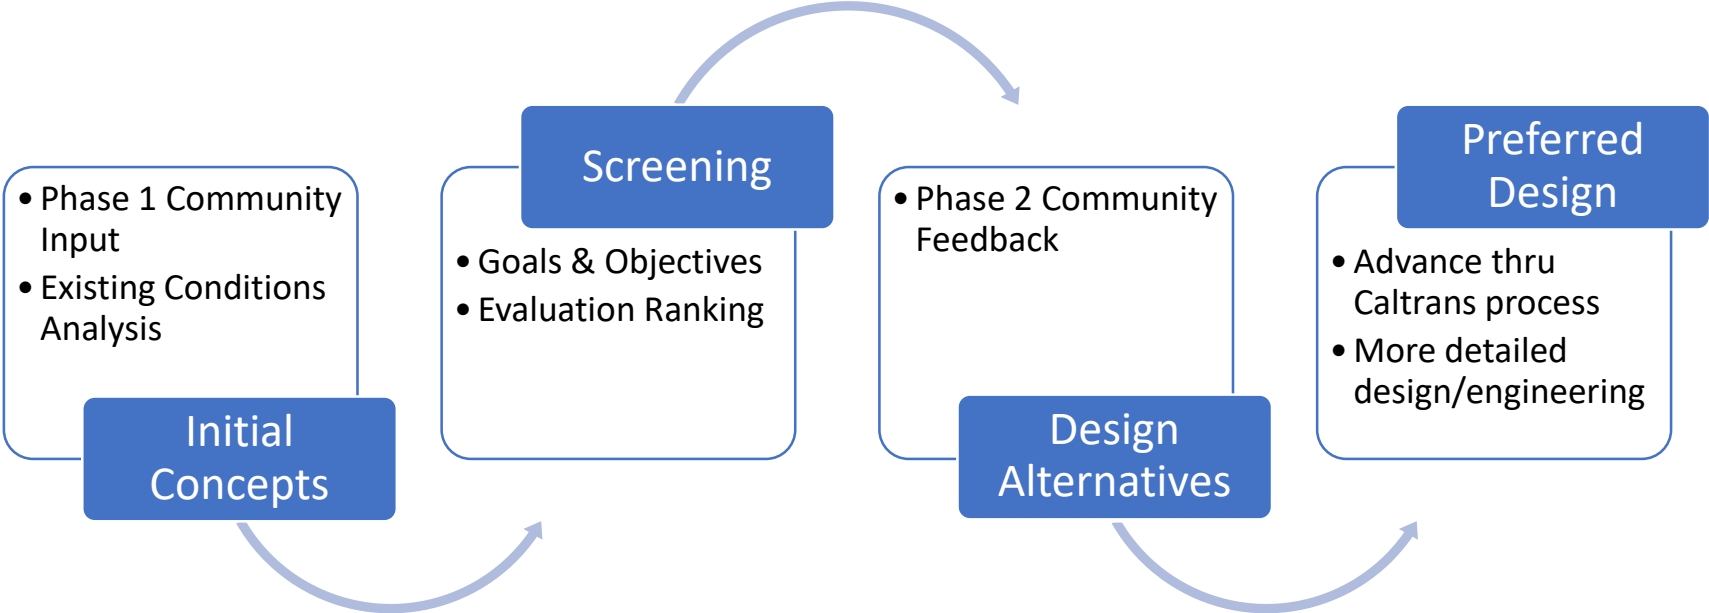 • Phase 1 Community
Input
• Existing Conditions
Analysis
Initial
Concepts
Screening
• Goals & Objectives
• Evaluation Ranking
• Phase 2 Community
Feedback
Design
Alternatives
Preferred
Design
• Advance thru
Caltrans process
• More detailed
design/engineering